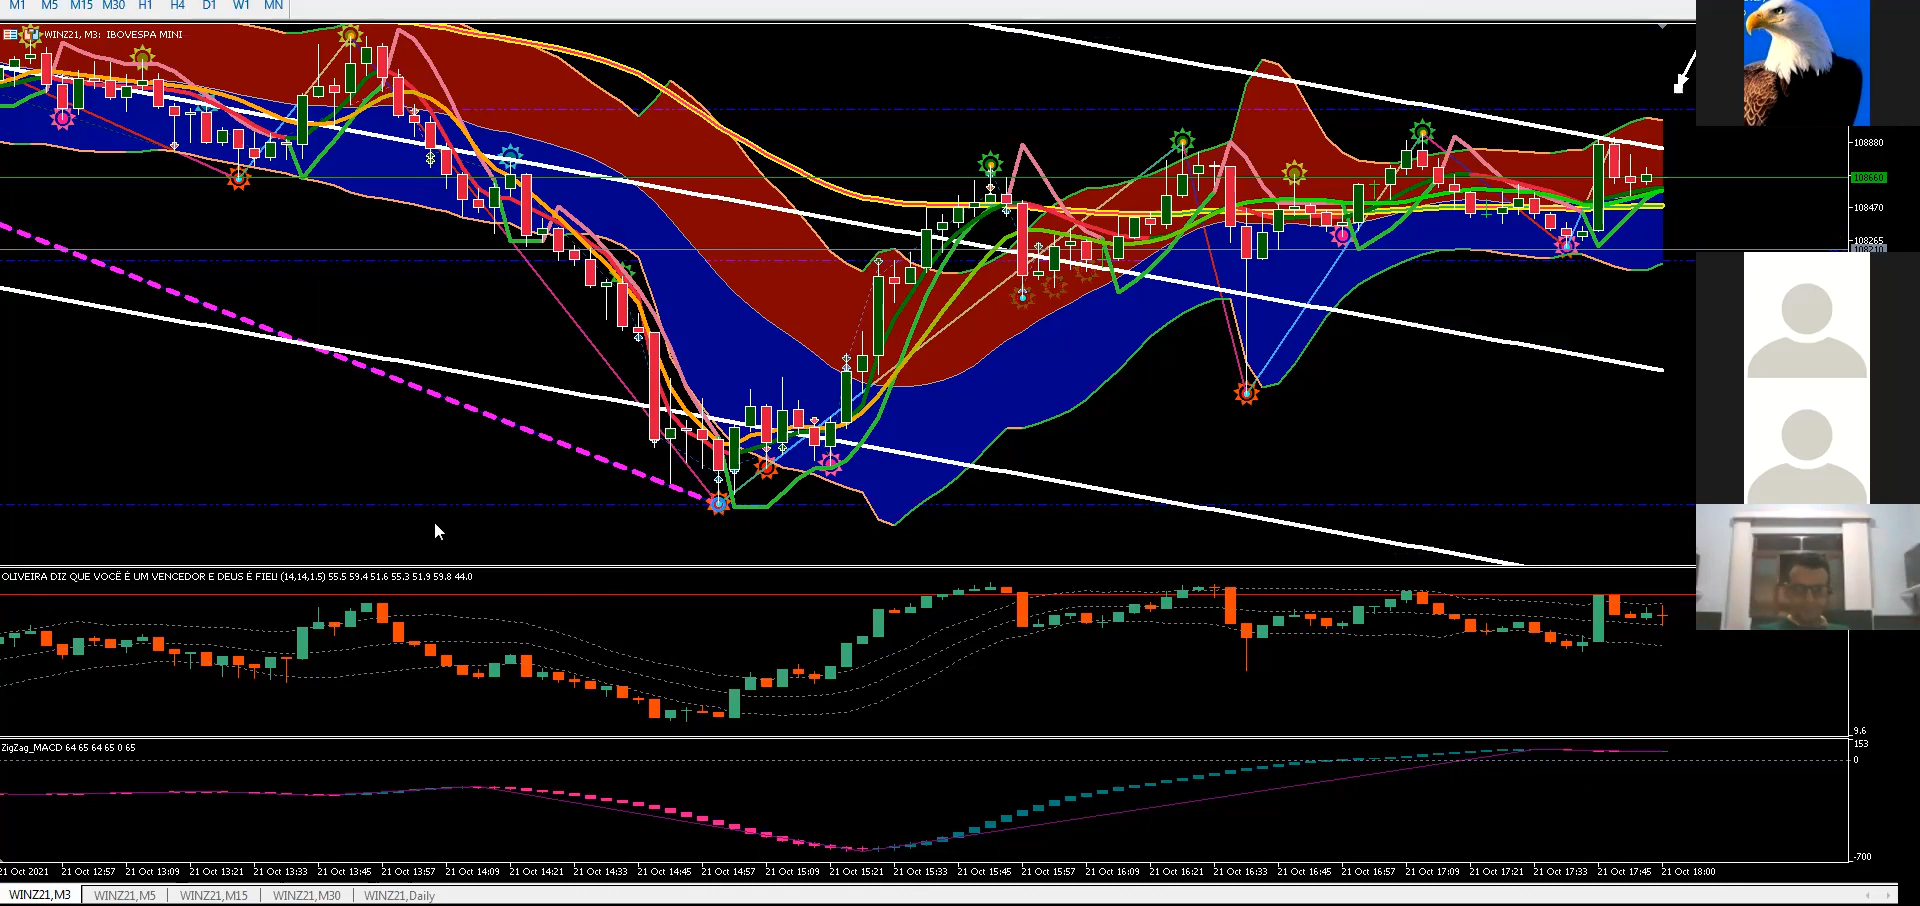 M1 M5 M15 M30 H1 H4 D1 W1 MN
WINZ21, M3: IBOVESPA MINI
108880
108660
108470
108265
108210
OLIVEIRA DIZ QUE VOCÊ É UM VENCEDOR E DEUS É FIEL! (14,14,1.5) 55.5 59.4 51.6 55.3 51.9 59.8 44.0
9.6
ZigZag_MACD 64 65 64 65 0 65
153
0
-700
21 Oct 2021 21 Oct 12:57 21 Oct 13:09 21 Oct 13:21 21 Oct 13:33 21 Oct 13:45 21 Oct 13:57 21 Oct 14:09 21 Oct 14:21 21 Oct 14:33 21 Oct 14:45 21 Oct 14:57 21 Oct 15:09 21 Oct 15:21 21 Oct 15:33 21 Oct 15:45 21 Oct 15:57 21 Oct 16:09 21 Oct 16:21 21 Oct 16:33 21 Oct 16:45 21 Oct 16:57 21 Oct 17:09 21 Oct 17:21 21 Oct 17:33 21 Oct 17:45 21 Oct 18:00
WINZ21,M3 WINZ21,M5 WINZ21,M15 WINZ21,M30 WINZ21,Daily